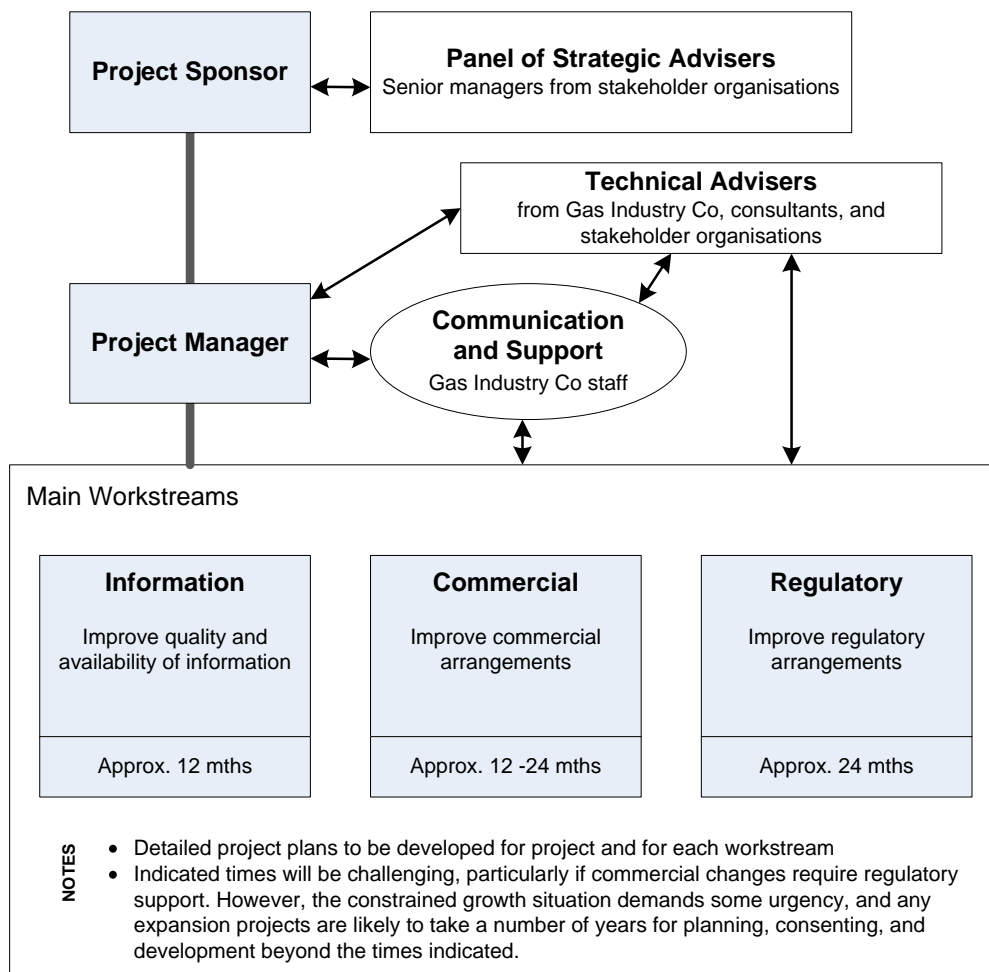 Project Sponsor
Panel of Strategic Advisers
Senior managers from stakeholder organisations
Technical Advisers
from Gas Industry Co, consultants, and
stakeholder organisations
Project Manager
Communication
and Support
Gas Industry Co staff
Main Workstreams
Information
Improve quality and
availability of information
Approx. 12 mths
Commercial
Improve commercial
arrangements
Approx. 12 -24 mths
Regulatory
Improve regulatory
arrangements
Approx. 24 mths
NOTES
• Detailed project plans to be developed for project and for each workstream
• Indicated times will be challenging, particularly if commercial changes require regulatory
support. However, the constrained growth situation demands some urgency, and any
expansion projects are likely to take a number of years for planning, consenting, and
development beyond the times indicated.